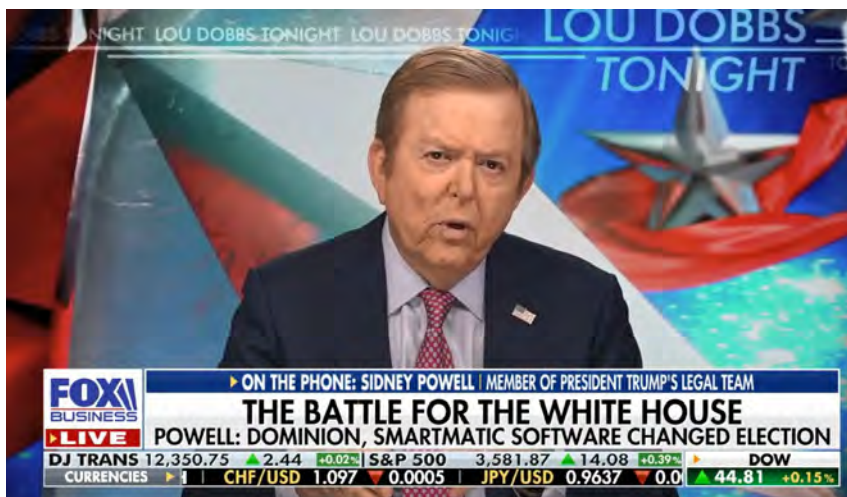 NIGHT LOU DOBBS TONIGHT LOU DOBBS TONIG
LOU DOBBS
TONIGHT
FOX
BUSINESS
LIVE
ON THE PHONE: SIDNEY POWELL | MEMBER OF PRESIDENT TRUMP'S LEGAL TEAM
THE BATTLE FOR THE WHITE HOUSE
POWELL: DOMINION, SMARTMATIC SOFTWARE CHANGED ELECTION
DJ TRANS 12,350.75 ▲ 2.44 +0.02% | S&P 500 3,581.87 ▲ 14.08 +0.39% DOW
CURRENCIES CHF/USD 1.097 ▼ 0.0005 | JPY/USD 0.9637 ▼ 0.0 ▲ 44.81 +0.15%